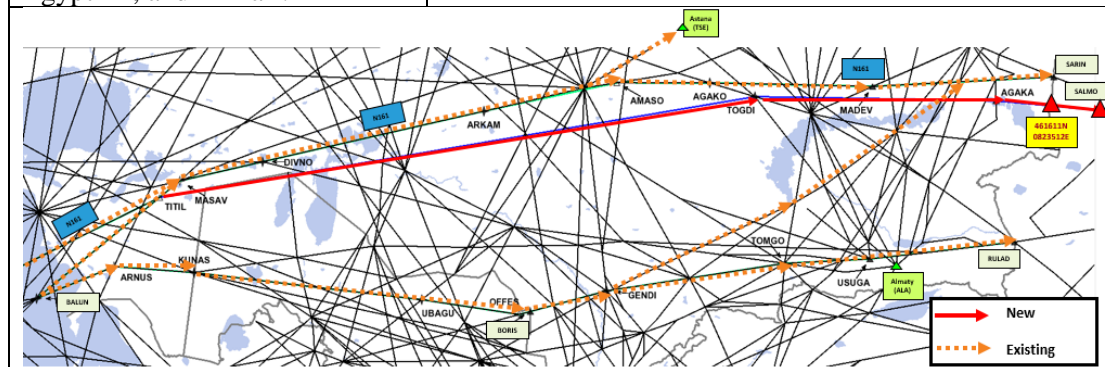 Astana
(TSE)
N161
SARIN
AGAKO
AGAKA
SALMO
AMASO
TOGDI
MADEV
ARKAM
N161
461611N
0823512E
DIVNO
MASAV
TITIL
N161
TOMGO
KUNAS
ARNUS
RULAD
USUGA
Almaty
(ALA)
GENDI
BALUN
OFFES
UBAGU
BORIS
New
Existing